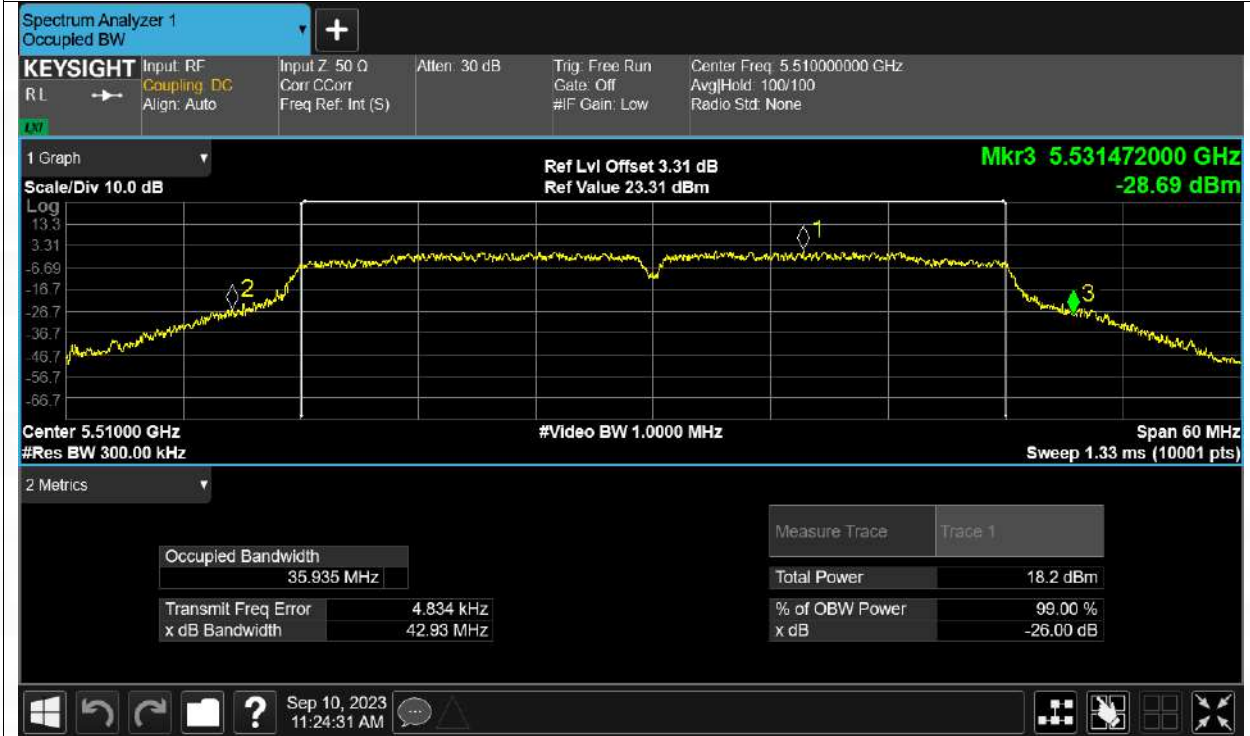 Spectrum Analyzer 1
Occupied BW
+
KEYSIGHT Input: RF Input Z: 50 Ω Atten: 30 dB Trig: Free Run Center Freq: 5.510000000 GHz
RL Coupling: DC Corr CCorr Gate: Off Avg|Hold: 100/100
Align: Auto Freq Ref: Int (S) #IF Gain: Low Radio Std: None
LXI
1 Graph Ref Lvl Offset 3.31 dB Mkr3 5.531472000 GHz
Scale/Div 10.0 dB Ref Value 23.31 dBm -28.69 dBm
Log
13.3
3.31
-6.69
-16.7
-26.7
-36.7
-46.7
-56.7
-66.7
1
2
3
Center 5.51000 GHz #Video BW 1.0000 MHz Span 60 MHz
#Res BW 300.00 kHz Sweep 1.33 ms (10001 pts)
2 Metrics
Measure Trace Trace 1
Occupied Bandwidth
35.935 MHz Total Power 18.2 dBm
Transmit Freq Error 4.834 kHz % of OBW Power 99.00 %
x dB Bandwidth 42.93 MHz x dB -26.00 dB
? Sep 10, 2023
11:24:31 AM